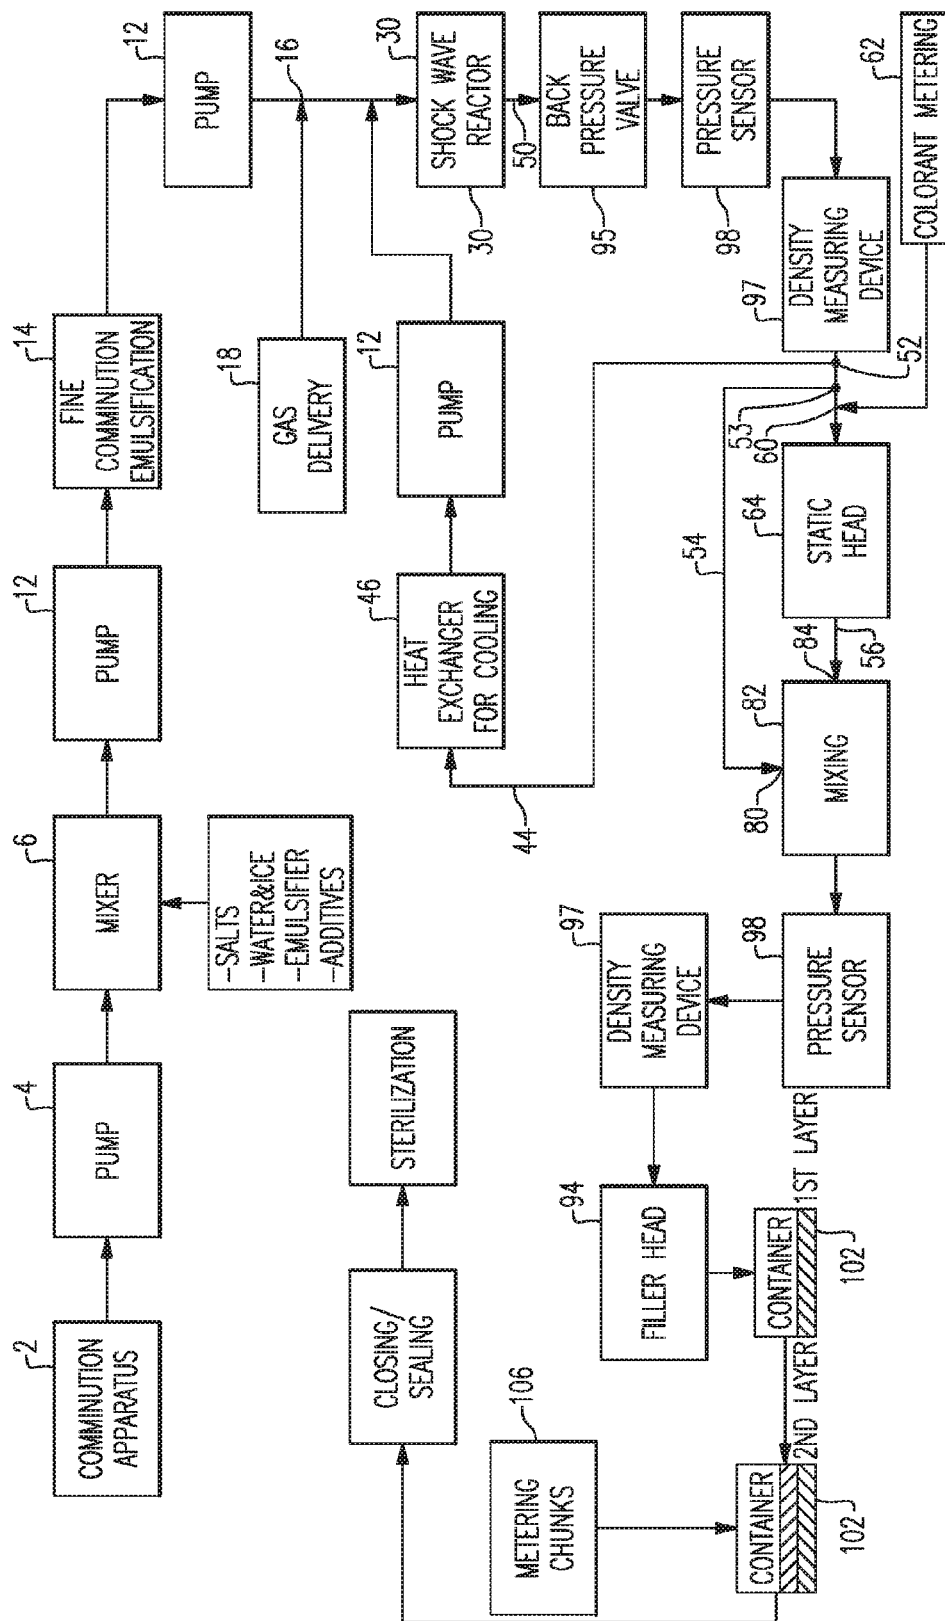 2
COMMINUTION
APPARATUS
4
PUMP
6
MIXER
-SALTS
-WATER&ICE
-EMULSIFIER
-ADDITIVES
12
PUMP
14
FINE
COMMINUTION
EMULSIFICATION
12
PUMP
18
GAS
DELIVERY
16
46
HEAT
EXCHANGER
FOR COOLING
12
PUMP
30
SHOCK WAVE
REACTOR
30
50
BACK
PRESSURE
VALVE
95
PRESSURE
SENSOR
98
97
DENSITY
MEASURING
DEVICE
62
COLORANT METERING
52
53
60
44
54
64
STATIC
HEAD
84
56
82
80
MIXING
98
PRESSURE
SENSOR
97
DENSITY
MEASURING
DEVICE
94
FILLER HEAD
CONTAINER
1ST LAYER
102
106
METERING
CHUNKS
CONTAINER
2ND LAYER
102
CLOSING/
SEALING
STERILIZATION